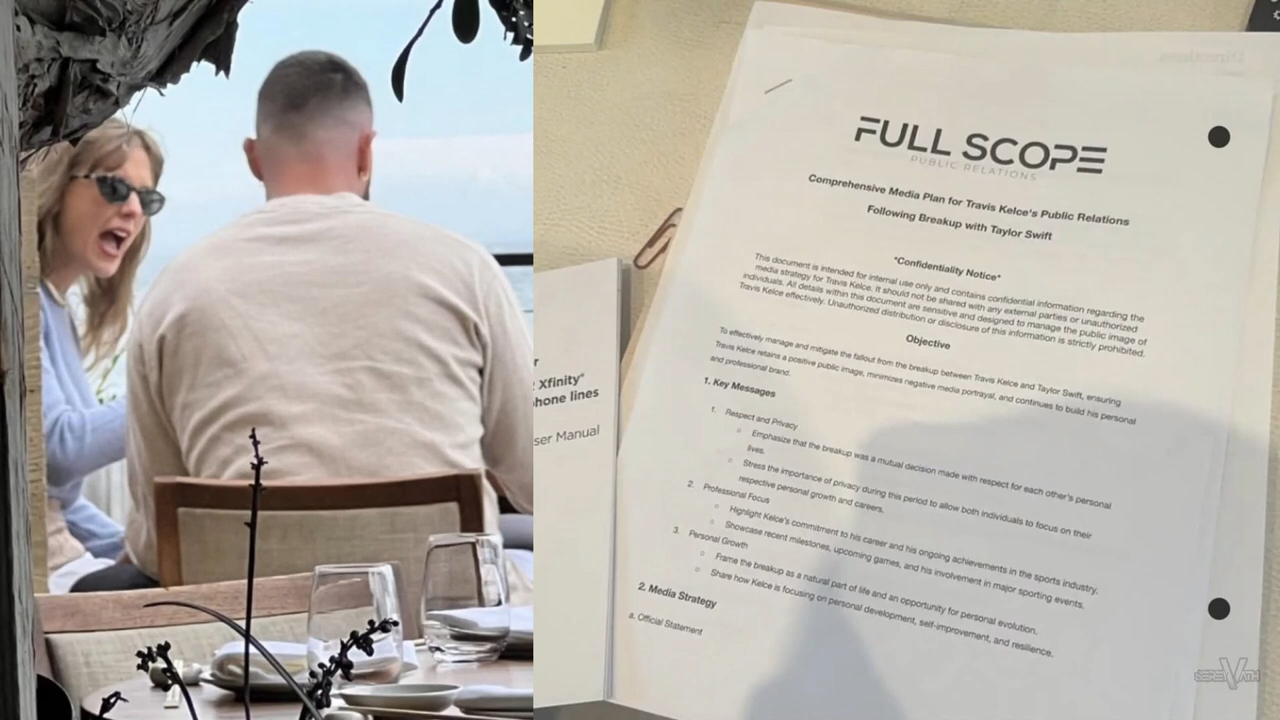 FULL SCOPE
PUBLIC RELATIONS
Comprehensive Media Plan for Travis Kelce's Public Relations
Following Breakup with Taylor Swift
*Confidentiality Notice*
This document is intended for internal use only and contains confidential information regarding the
media strategy for Travis Kelce. It should not be shared with any external parties or unauthorized
individuals. All details within this document are sensitive and designed to manage the public image of
Travis Kelce effectively. Unauthorized distribution or disclosure of this information is strictly prohibited.
Objective
To effectively manage and mitigate the fallout from the breakup between Travis Kelce and Taylor Swift, ensuring
Travis Kelce retains a positive public image, minimizes negative media portrayal, and continues to build his personal
and professional brand.
1. Key Messages
1. Respect and Privacy
Emphasize that the breakup was a mutual decision made with respect for each other's personal
lives.
Stress the importance of privacy during this period to allow both individuals to focus on their
respective personal growth and careers.
2. Professional Focus
Highlight Kelce's commitment to his career and his ongoing achievements in the sports industry.
Showcase recent milestones, upcoming games, and his involvement in major sporting events.
3. Personal Growth
Frame the breakup as a natural part of life and an opportunity for personal evolution.
Share how Kelce is focusing on personal development, self-improvement, and resilience.
2. Media Strategy
a. Official Statement
Xfinity®
hone lines
ser Manual